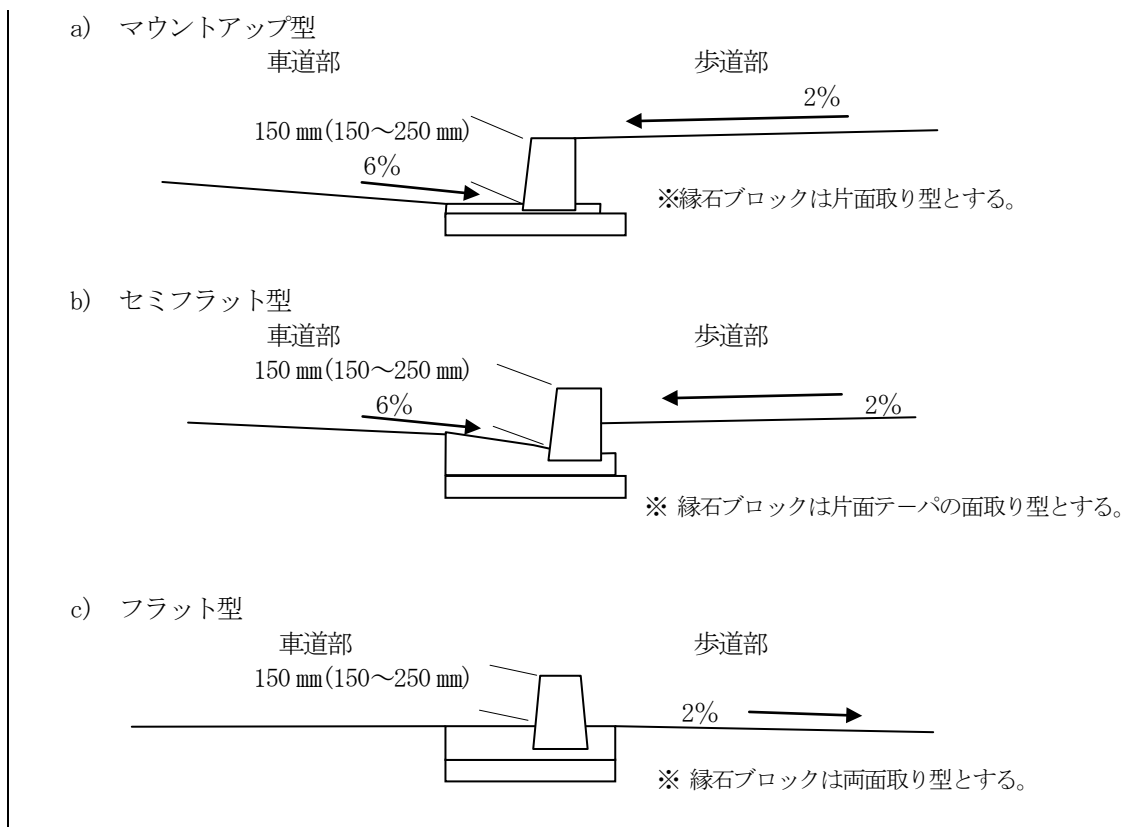 a) マウントアップ型
車道部 歩道部
2%
150 ㎜(150～250 ㎜)
6%
※縁石ブロックは片面取り型とする。
b) セミフラット型
車道部 歩道部
150 ㎜(150～250 ㎜)
6% 2%
※ 縁石ブロックは片面テーパの面取り型とする。
c) フラット型
車道部 歩道部
150 ㎜(150～250 ㎜)
2%
※ 縁石ブロックは両面取り型とする。